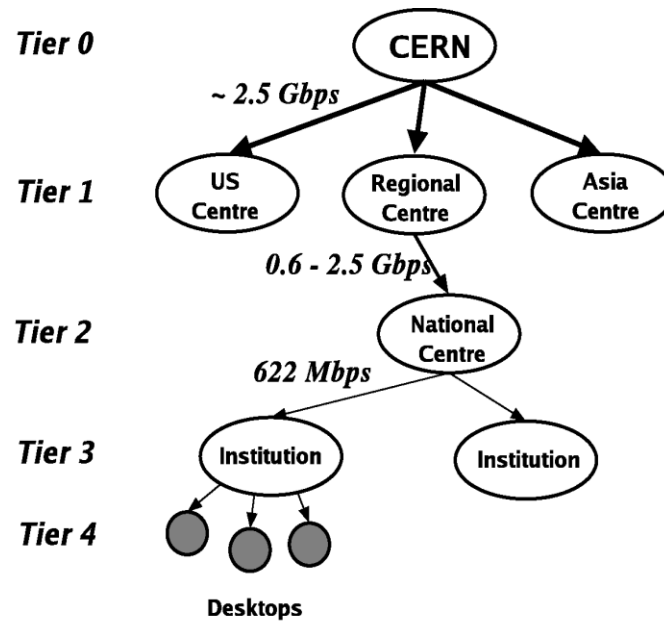 Tier 0
CERN
~ 2.5 Gbps
Tier 1
US
Centre
Regional
Centre
Asia
Centre
0.6 - 2.5 Gbps
Tier 2
National
Centre
622 Mbps
Tier 3
Institution
Institution
Tier 4
Desktops